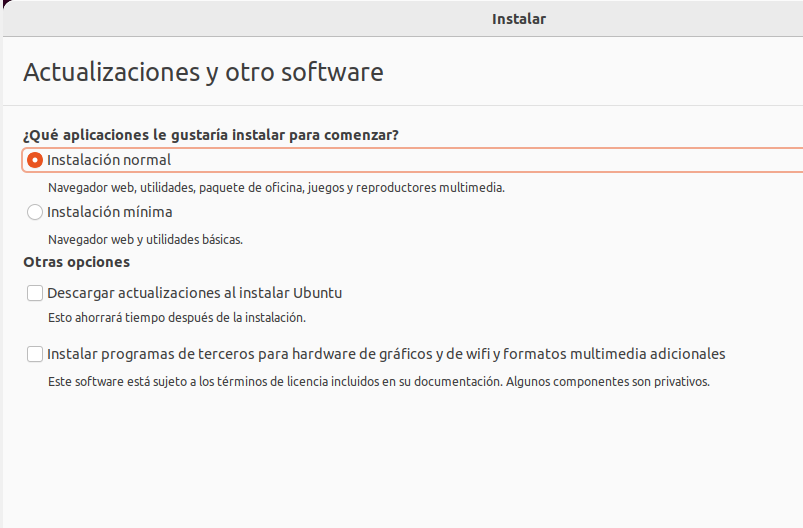 Instalar
Actualizaciones y otro software
¿Qué aplicaciones le gustaría instalar para comenzar?
Instalación normal
Navegador web, utilidades, paquete de oficina, juegos y reproductores multimedia.
Instalación mínima
Navegador web y utilidades básicas.
Otras opciones
Descargar actualizaciones al instalar Ubuntu
Esto ahorrará tiempo después de la instalación.
Instalar programas de terceros para hardware de gráficos y de wifi y formatos multimedia adicionales
Este software está sujeto a los términos de licencia incluidos en su documentación. Algunos componentes son privativos.